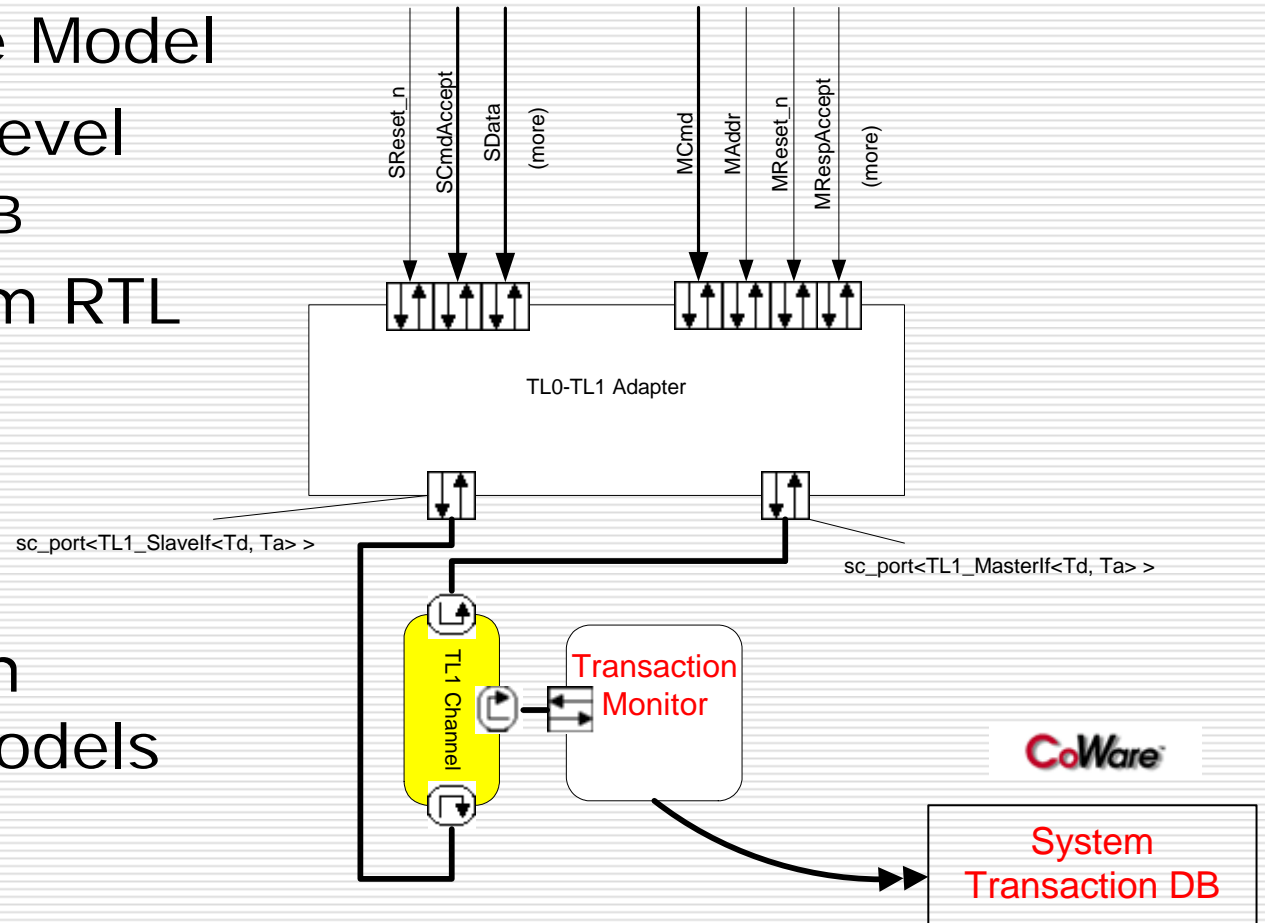 e Model
evel
B
m RTL
n
odels
SReset_n
SCmdAccept
SData
(more)
MCmd
MAddr
MReset_n
MRespAccept
(more)
TL0-TL1 Adapter
sc_port<TL1_SlaveIf<Td, Ta> >
sc_port<TL1_MasterIf<Td, Ta> >
TL1 Channel
Transaction
Monitor
CoWare
System
Transaction DB